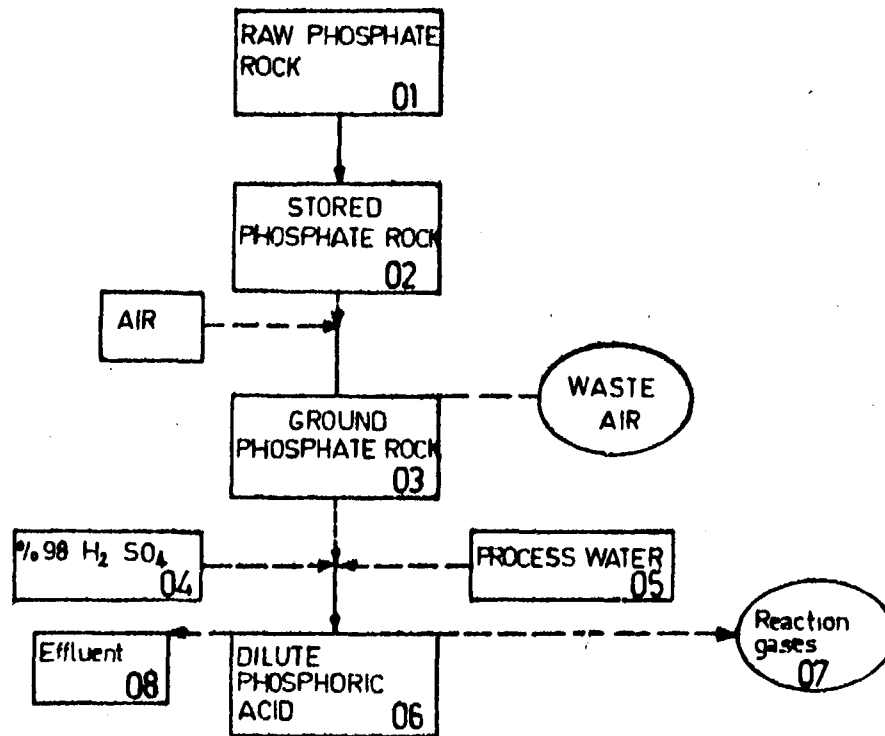 RAW PHOSPHATE
ROCK
01
STORED
PHOSPHATE ROCK
02
AIR
WASTE
AIR
GROUND
PHOSPHATE ROCK
03
%98 H₂ SO₄
04
PROCESS WATER
05
Effluent
08
DILUTE
PHOSPHORIC
ACID
06
Reaction
gases
07